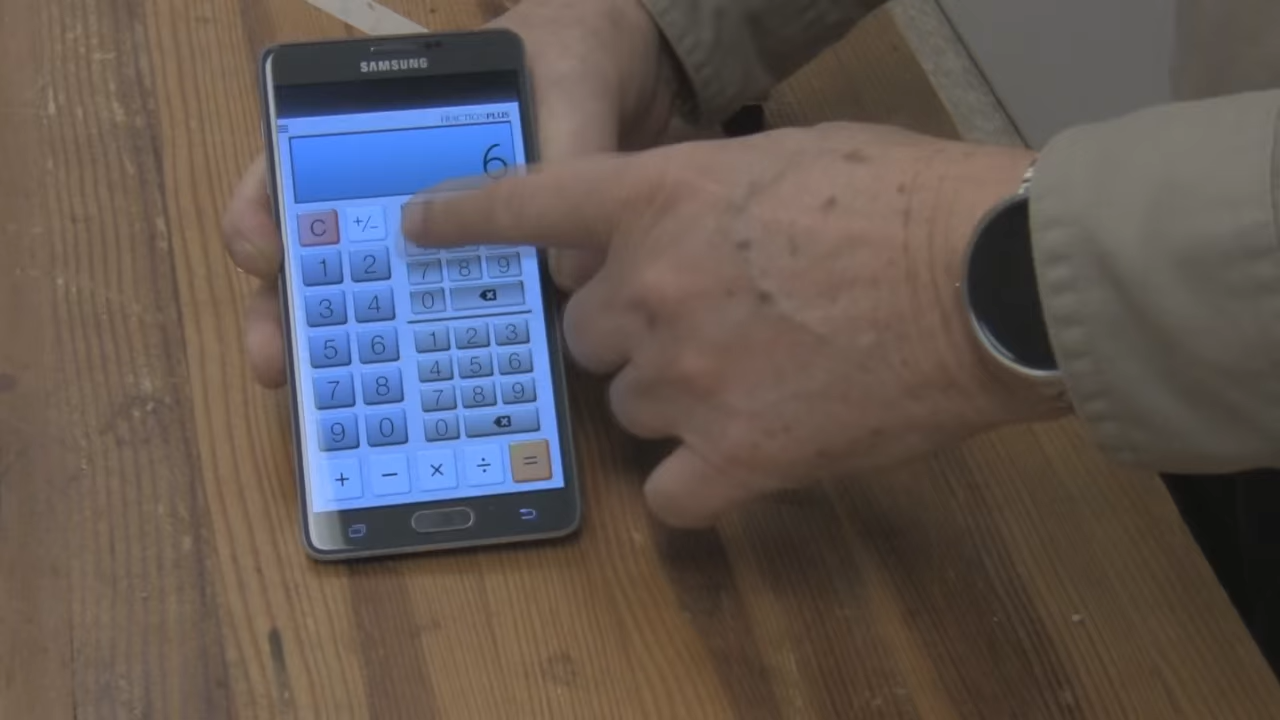 SAMSUNG
FRACTIONPLUS
6
C +/-
1 2 7 8 9
3 4 0
1 2 3
5 6 4 5 6
7 8 7 8 9
9 0 0
+ − × ÷ =